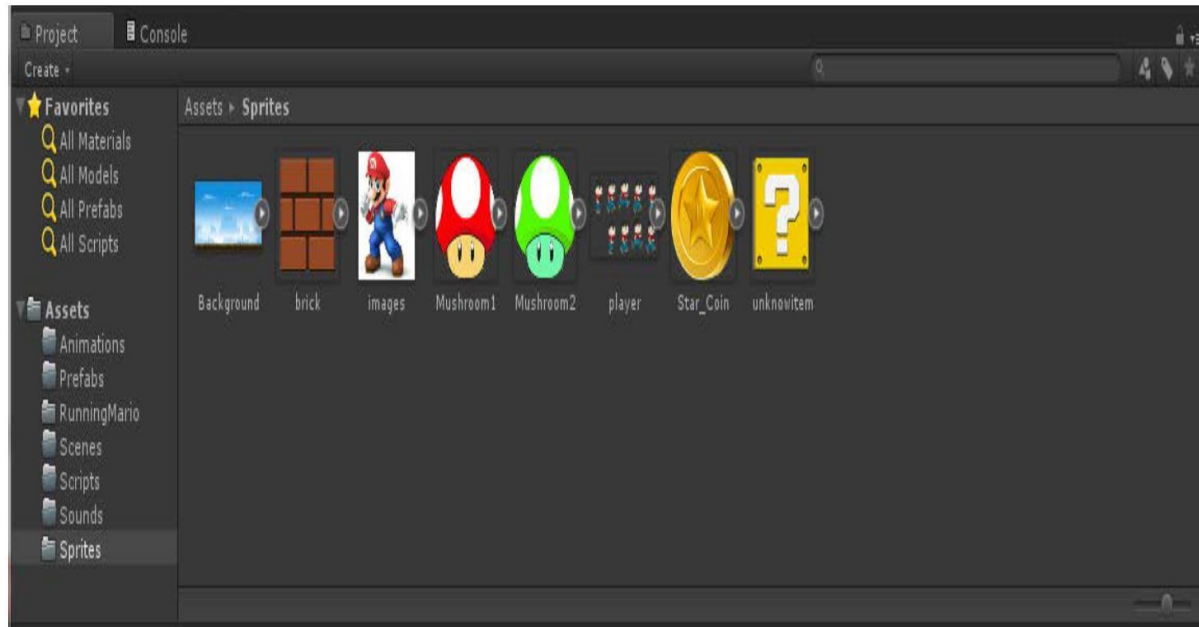 Project Console
Create
Favorites
All Materials
All Models
All Prefabs
All Scripts
Assets
Animations
Prefabs
RunningMario
Scenes
Scripts
Sounds
Sprites
Assets ▸ Sprites
Background brick images Mushroom1 Mushroom2 player Star_Coin unknowitem